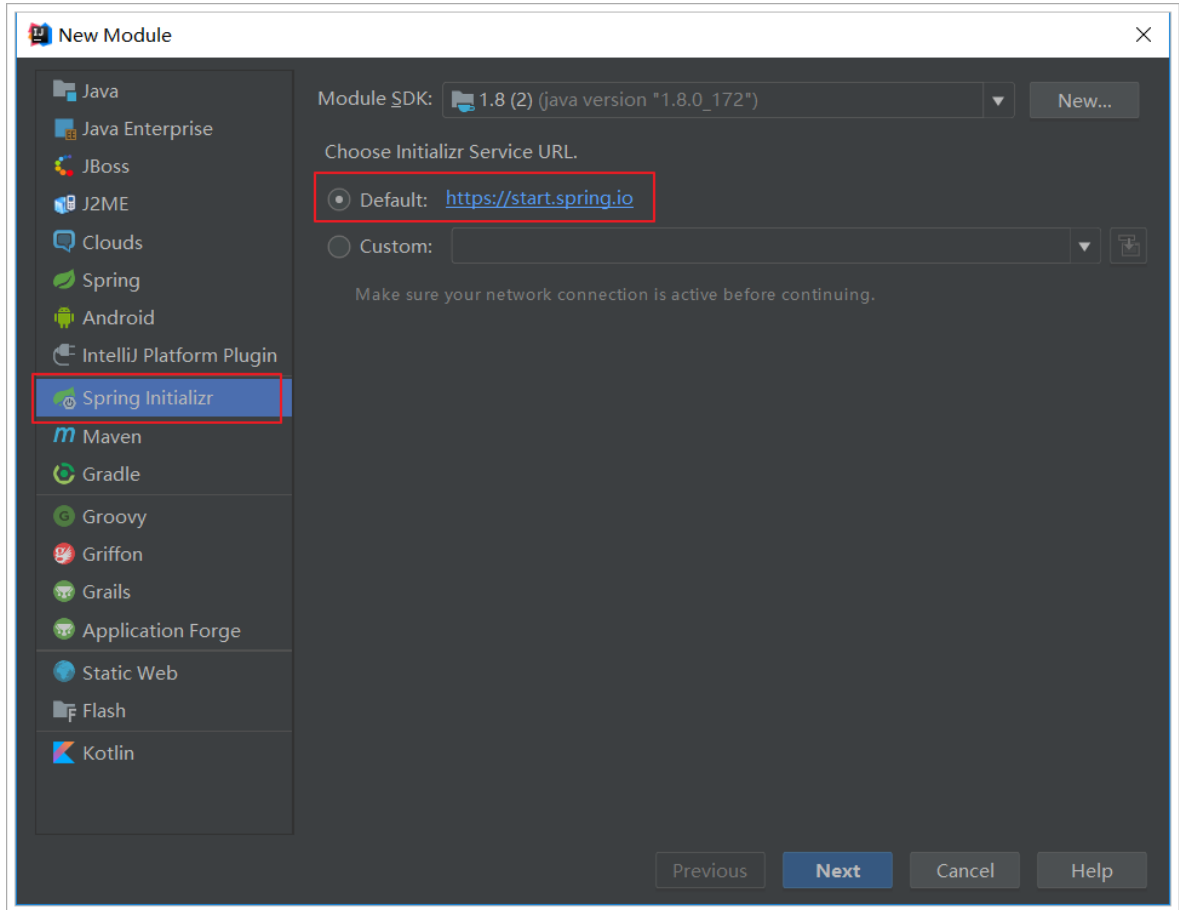 New Module
Java
Java Enterprise
JBoss
J2ME
Clouds
Spring
Android
IntelliJ Platform Plugin
Spring Initializr
Maven
Gradle
Groovy
Griffon
Grails
Application Forge
Static Web
Flash
Kotlin
Module SDK: 1.8 (2) (java version "1.8.0_172") New...
Choose Initializr Service URL.
Default: https://start.spring.io
Custom:
Make sure your network connection is active before continuing.
Previous Next Cancel Help